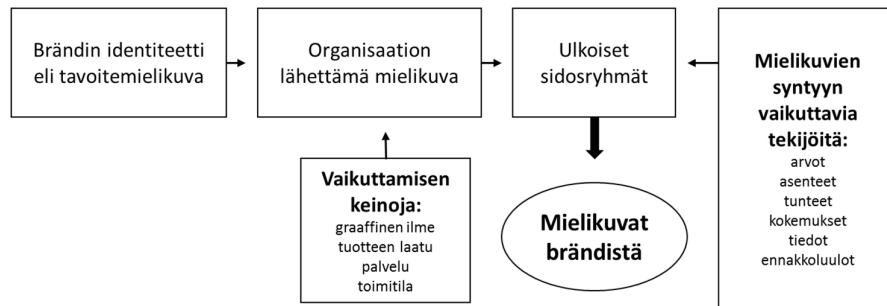 Brändin identiteetti
eli tavoitemielikuva
Organisaation
lähettämä mielikuva
Ulkoiset
sidosryhmät
Mielikuvien
syntyyn
vaikuttavia
tekijöitä:
arvot
asenteet
tunteet
kokemukset
tiedot
ennakkoluulot
Vaikuttamisen
keinoja:
graaffinen ilme
tuotteen laatu
palvelu
toimitila
Mielikuvat
brändistä